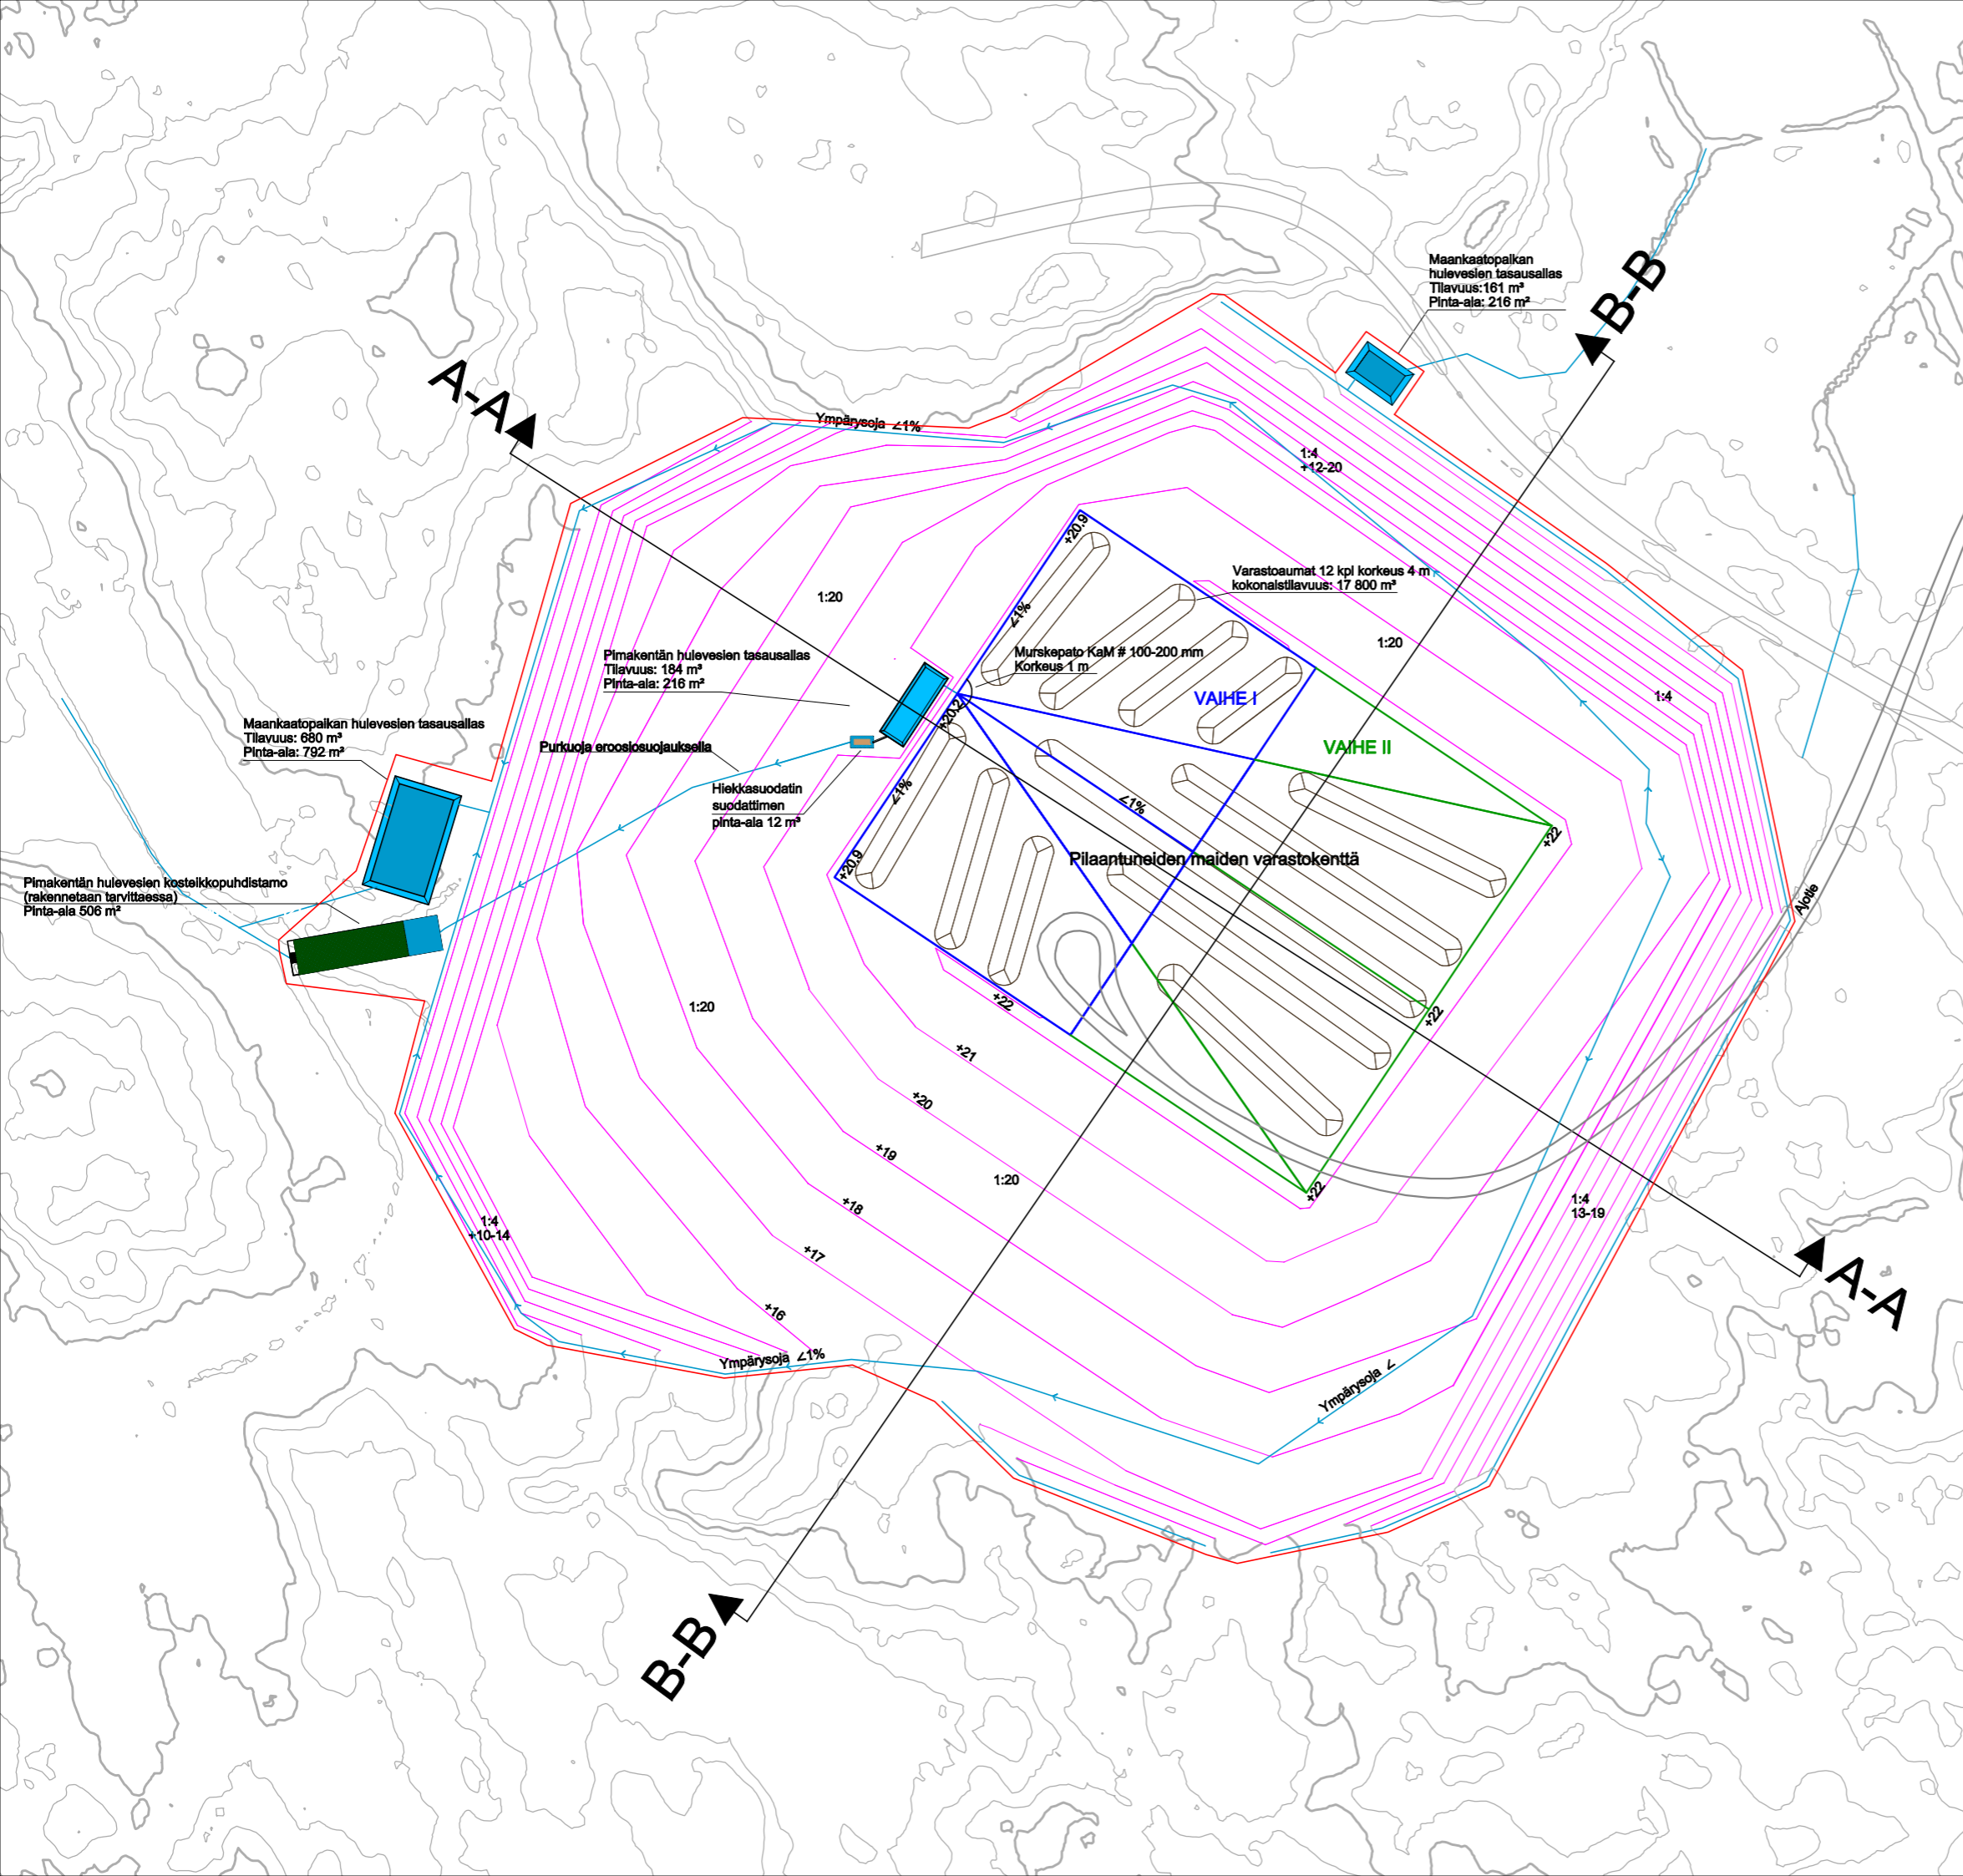 Maankaatopaikan
hulevesien tasausallas
Tilavuus:161 m³
Pinta-ala: 216 m²
B-B
A-A
Ympärysoja ∠1%
1:4
+12-20
+20.9
Varastoaumat 12 kpl korkeus 4 m
kokonaistilavuus: 17 800 m³
1:20
∠1%
1:20
Pimakentän hulevesien tasausallas
Tilavuus: 184 m³
Pinta-ala: 216 m²
Murskepato KaM # 100-200 mm
Korkeus 1 m
VAIHE I
1:4
+20.2
Maankaatopaikan hulevesien tasausallas
Tilavuus: 680 m³
Pinta-ala: 792 m²
Purkuoja eroosiosuojauksella
VAIHE II
Hiekkasuodatin
suodattimen
pinta-ala 12 m³
∠1%
∠1%
+22
Pilaantuneiden maiden varastokenttä
+20.9
Pimakentän hulevesien kosteikkopuhdistamo
(rakennetaan tarvittaessa)
Pinta-ala 506 m²
Ajotie
1:20
+22
+22
+21
+20
+19
1:20
+22
+18
1:4
13-19
1:4
+10-14
+17
+16
A-A
Ympärysoja ∠1%
Ympärysoja ∠
B-B